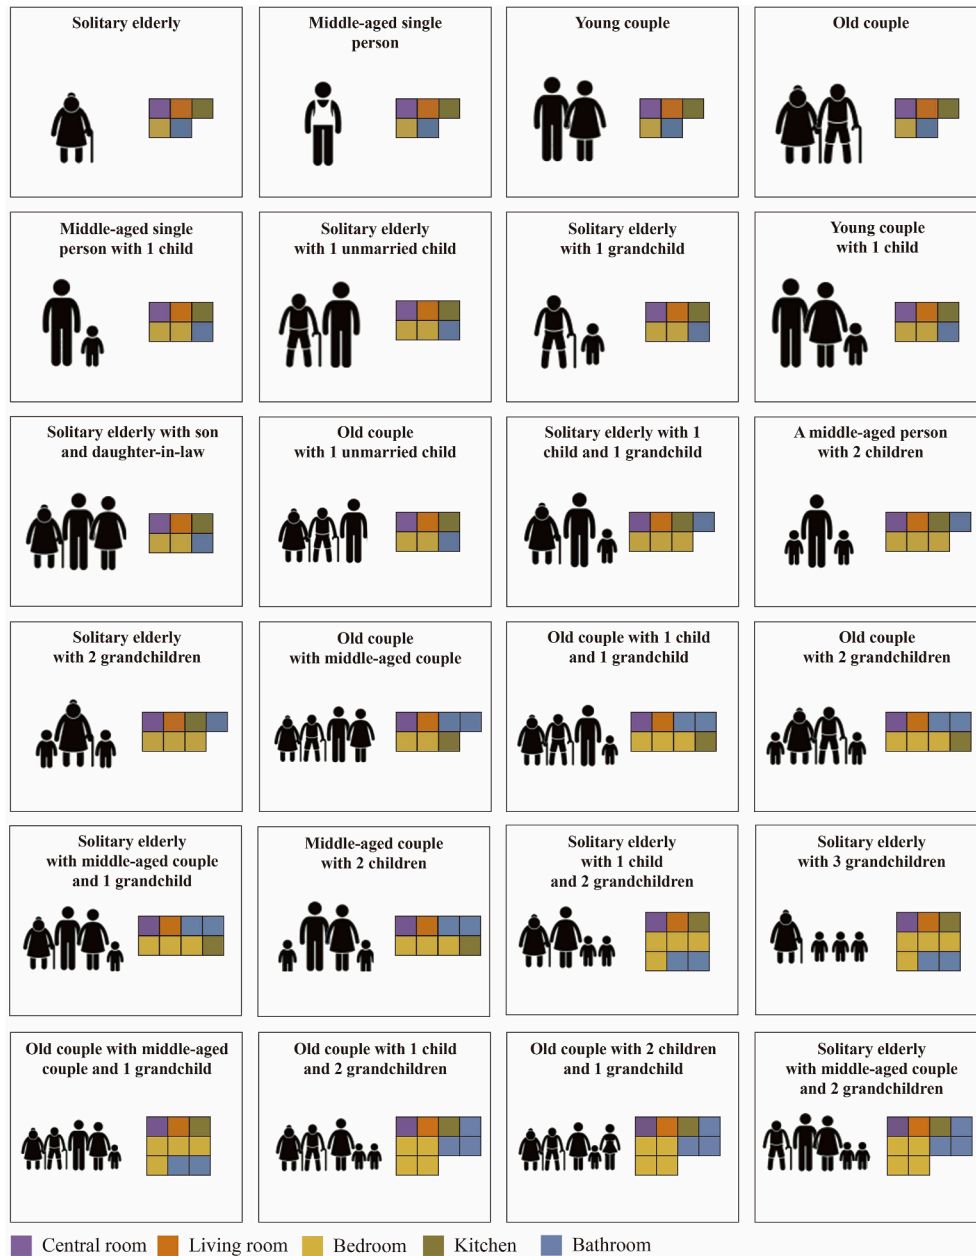 Solitary elderly
Middle-aged single
person
Young couple
Old couple
Middle-aged single
person with 1 child
Solitary elderly
with 1 unmarried child
Solitary elderly
with 1 grandchild
Young couple
with 1 child
Solitary elderly with son
and daughter-in-law
Old couple
with 1 unmarried child
Solitary elderly with 1
child and 1 grandchild
A middle-aged person
with 2 children
Solitary elderly
with 2 grandchildren
Old couple
with middle-aged couple
Old couple with 1 child
and 1 grandchild
Old couple
with 2 grandchildren
Solitary elderly
with middle-aged couple
and 1 grandchild
Middle-aged couple
with 2 children
Solitary elderly
with 1 child
and 2 grandchildren
Solitary elderly
with 3 grandchildren
Old couple with middle-aged
couple and 1 grandchild
Old couple with 1 child
and 2 grandchildren
Old couple with 2 children
and 1 grandchild
Solitary elderly
with middle-aged couple
and 2 grandchildren
Central room
Living room
Bedroom
Kitchen
Bathroom